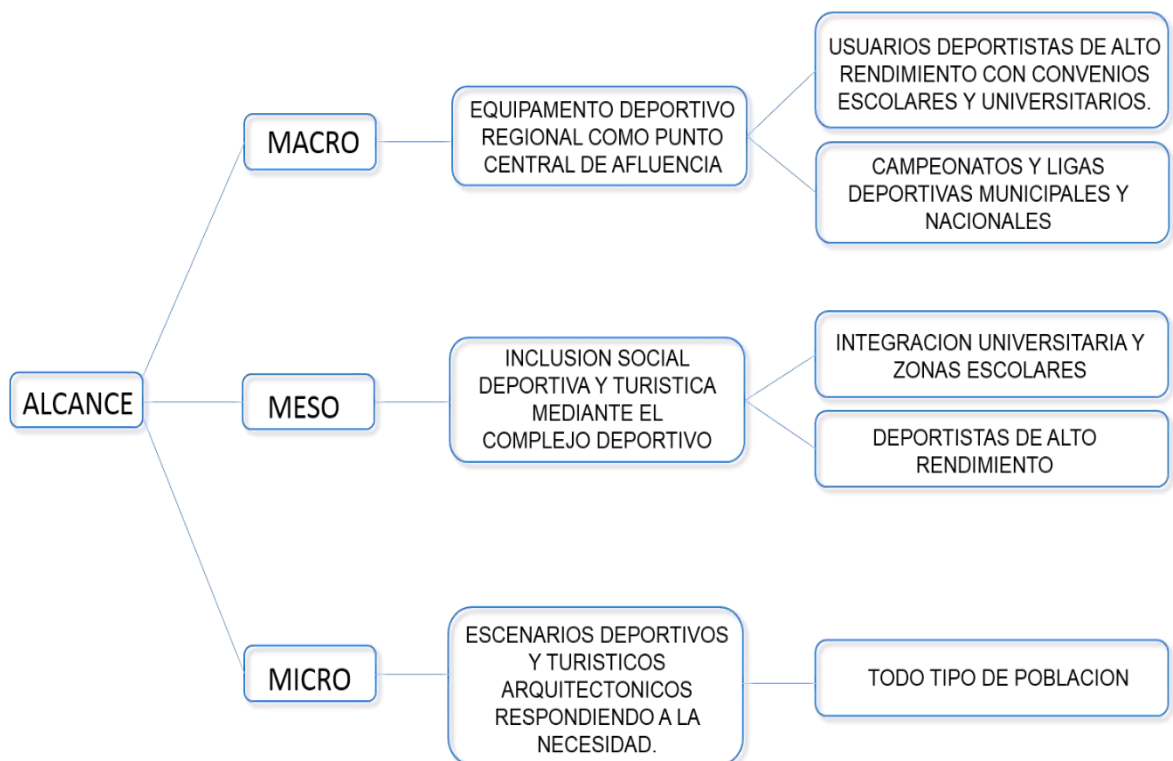 ALCANCE
MACRO
EQUIPAMENTO DEPORTIVO
REGIONAL COMO PUNTO
CENTRAL DE AFLUENCIA
USUARIOS DEPORTISTAS DE ALTO
RENDIMIENTO CON CONVENIOS
ESCOLARES Y UNIVERSITARIOS.
CAMPEONATOS Y LIGAS
DEPORTIVAS MUNICIPALES Y
NACIONALES
MESO
INCLUSION SOCIAL
DEPORTIVA Y TURISTICA
MEDIANTE EL
COMPLEJO DEPORTIVO
INTEGRACION UNIVERSITARIA Y
ZONAS ESCOLARES
DEPORTISTAS DE ALTO
RENDIMIENTO
MICRO
ESCENARIOS DEPORTIVOS
Y TURISTICOS
ARQUITECTONICOS
RESPONDIENDO A LA
NECESIDAD.
TODO TIPO DE POBLACION